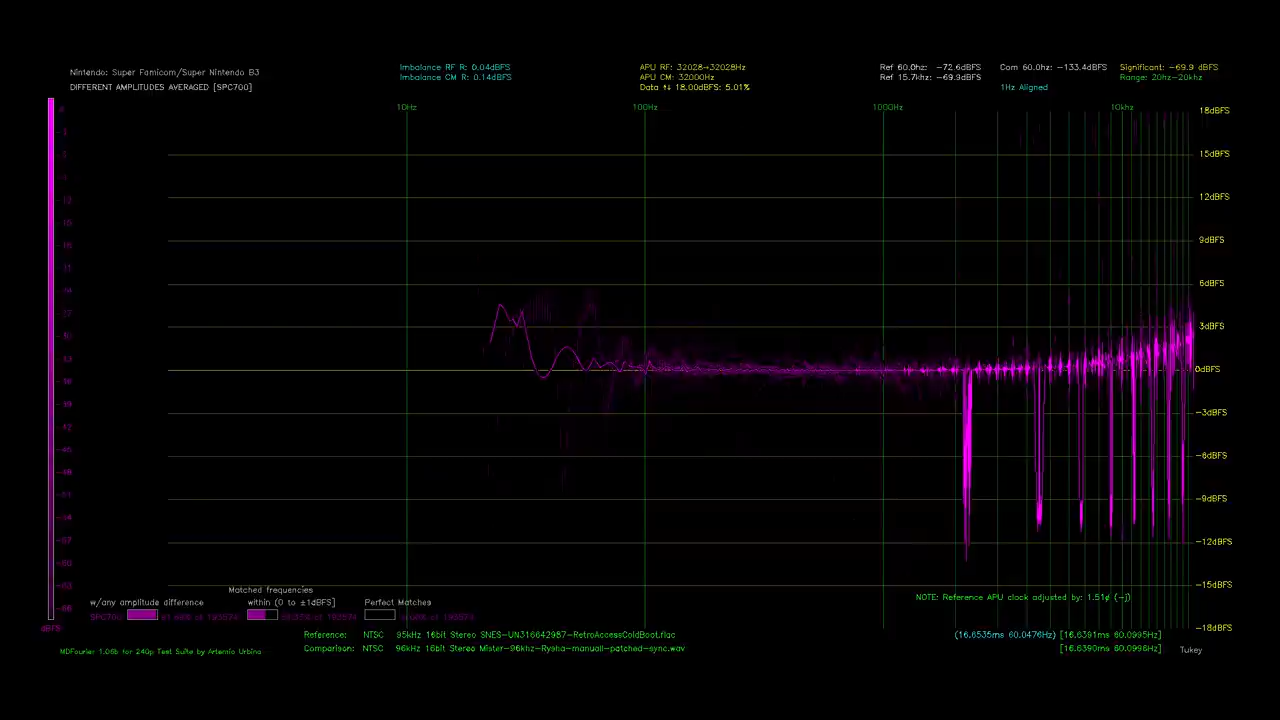 Nintendo: Super Famicom/Super Nintendo B3
DIFFERENT AMPLITUDES AVERAGED [SPC700]
Imbalance RF R: 0.04dBFS
Imbalance CM R: 0.14dBFS
APU RF: 32028→32028Hz
APU CM: 32000Hz
Data ⇅ 18.00dBFS: 5.01%
Ref 60.0hz: -72.6dBFS
Ref 15.7khz: -69.9dBFS
Com 60.0hz: -133.4dBFS
1Hz Aligned
Significant: -69.9 dBFS
Range: 20hz-20khz
10Hz
100Hz
1000Hz
10khz
18dBFS
15dBFS
12dBFS
9dBFS
6dBFS
3dBFS
0dBFS
-3dBFS
-6dBFS
-9dBFS
-12dBFS
-15dBFS
-18dBFS
dBFS
Matched frequencies
w/any amplitude difference
within (0 to ±1dBFS]
Perfect Matches
NOTE: Reference APU clock adjusted by: 1.51¢ (-j)
Reference: NTSC 95kHz 16bit Stereo SNES-UN316642987-RetroAccessColdBoot.flac
(16.6535ms 60.0476Hz) [16.6391ms 60.0995Hz]
Comparison: NTSC 96kHz 16bit Stereo Mister-96khz-Rysha-manuall-patched-sync.wav
[16.6390ms 60.0996Hz]
Tukey
MDFourier 1.06b for 240p Test Suite by Artemio Urbina